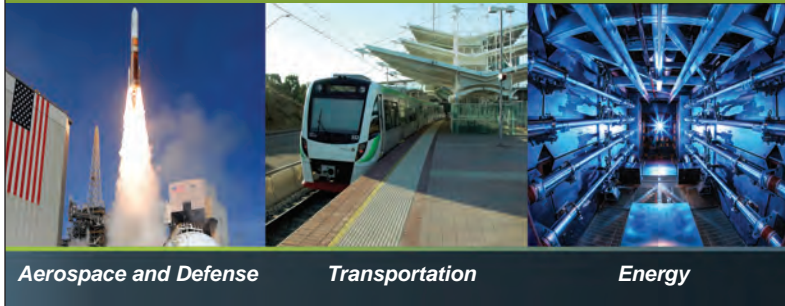 Aerospace and Defense
Transportation
Energy